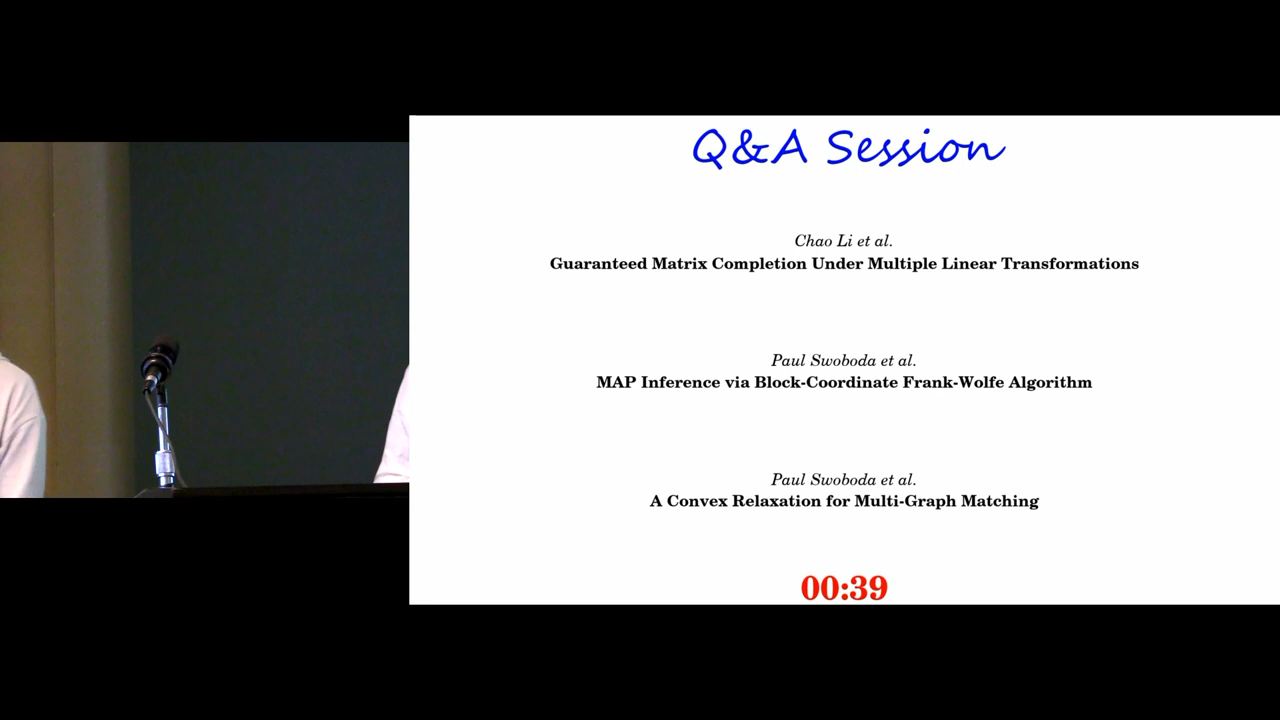 Q&A Session
Chao Li et al.
Guaranteed Matrix Completion Under Multiple Linear Transformations
Paul Swoboda et al.
MAP Inference via Block-Coordinate Frank-Wolfe Algorithm
Paul Swoboda et al.
A Convex Relaxation for Multi-Graph Matching
00:39